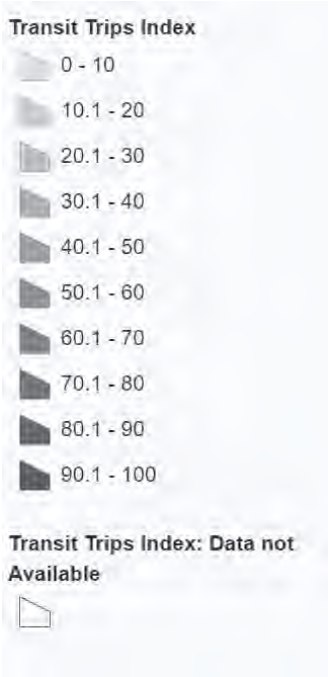 Transit Trips Index
0 - 10
10.1 - 20
20.1 - 30
30.1 - 40
40.1 - 50
50.1 - 60
60.1 - 70
70.1 - 80
80.1 - 90
90.1 - 100
Transit Trips Index: Data not
Available